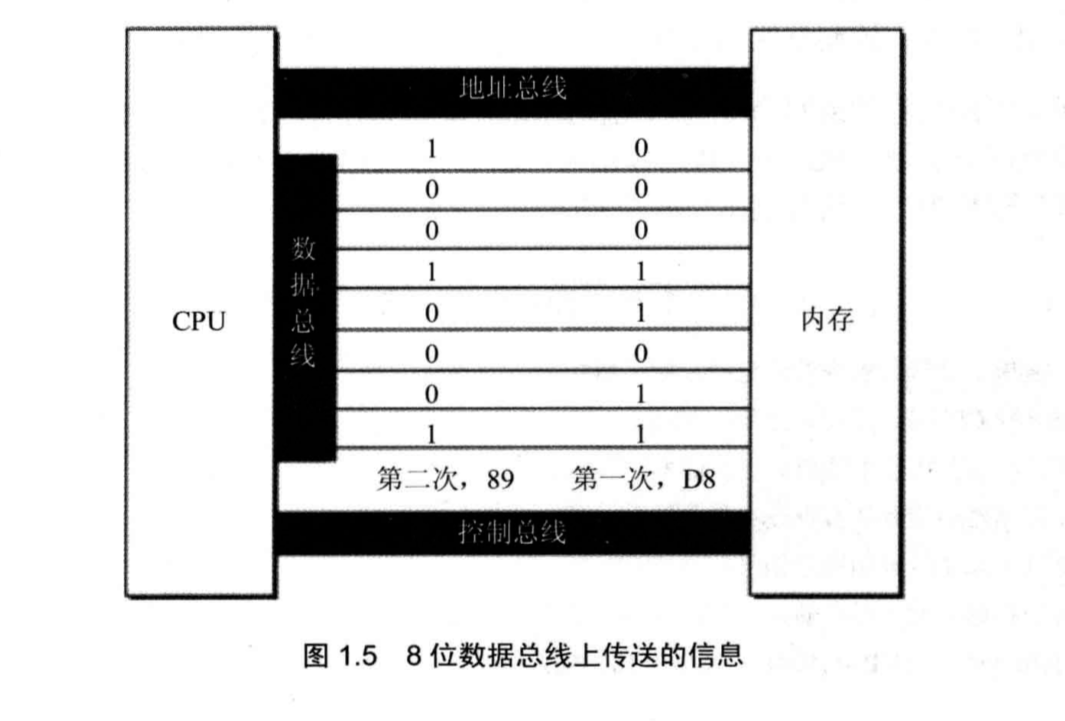 地址总线
1 0
0 0
0 0
数据总线
1 1
CPU
0 1
内存
0 0
0 1
1 1
第二次，89 第一次，D8
控制总线
图 1.5 8 位数据总线上传送的信息